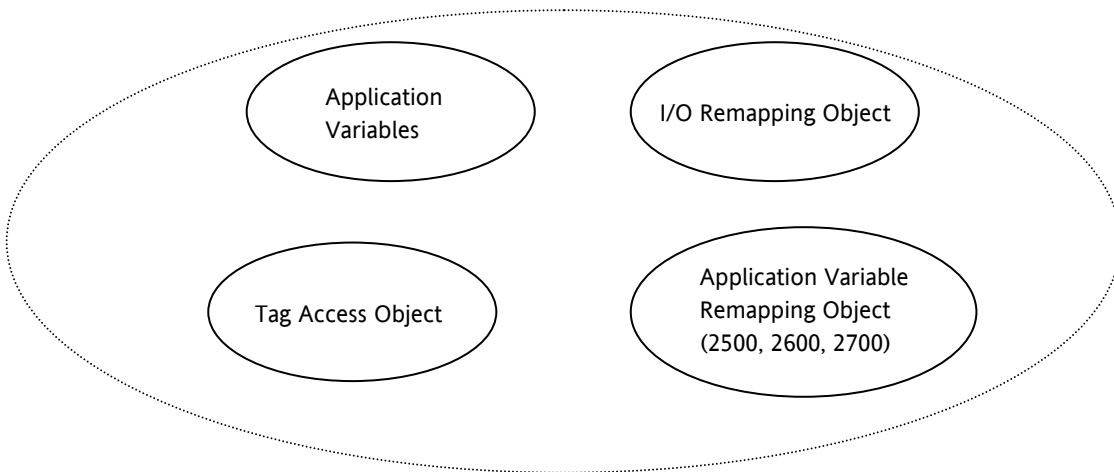 Application
Variables
I/O Remapping Object
Tag Access Object
Application Variable
Remapping Object
(2500, 2600, 2700)